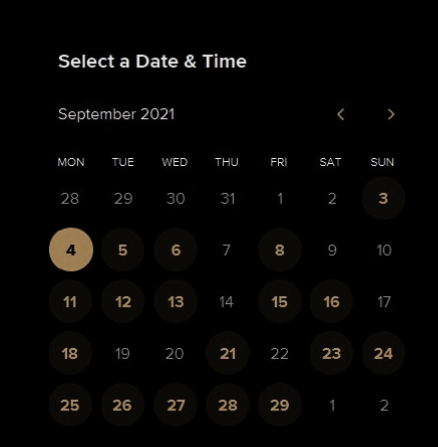 Select a Date & Time
September 2021
MON TUE WED THU FRI SAT SUN
28 29 30 31 1 2 3
4 5 6 7 8 9 10
11 12 13 14 15 16 17
18 19 20 21 22 23 24
25 26 27 28 29 1 2